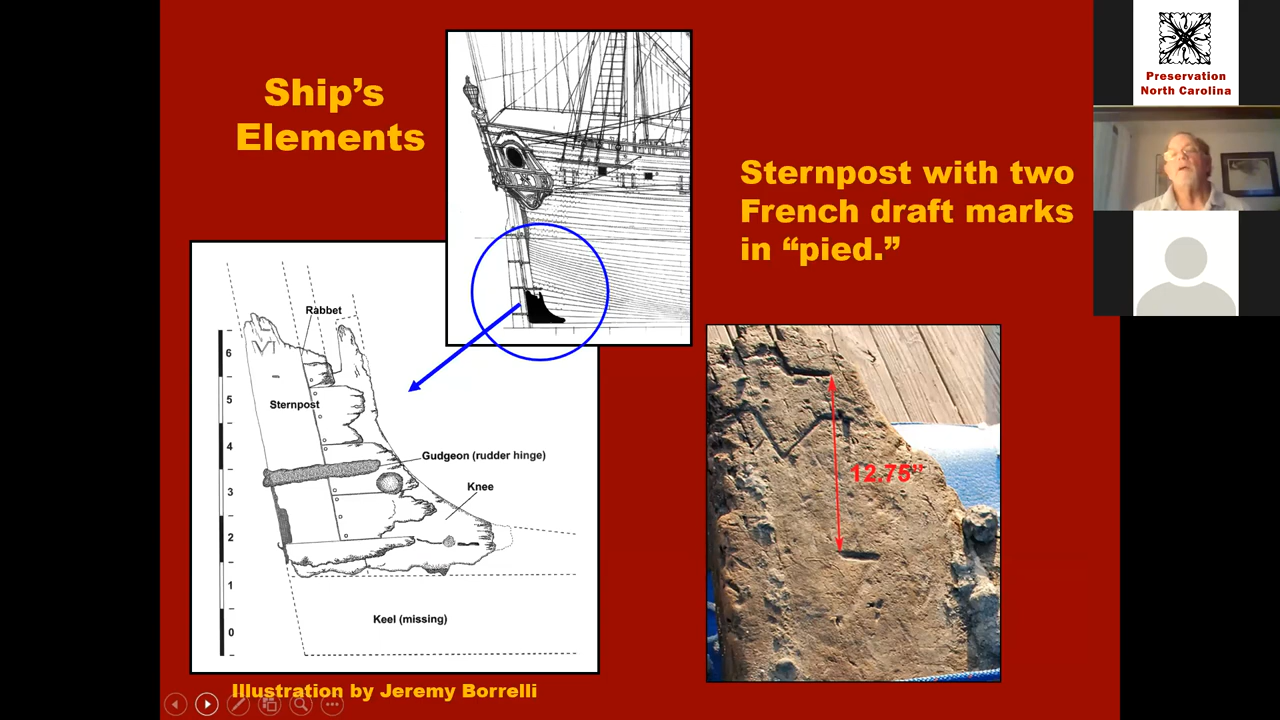 Ship's
Elements
Sternpost with two
French draft marks
in "pied."
Preservation
North Carolina
Rabbet
6
5
4
3
2
1
0
Sternpost
Gudgeon (rudder hinge)
Knee
Keel (missing)
12.75"
Illustration by Jeremy Borrelli